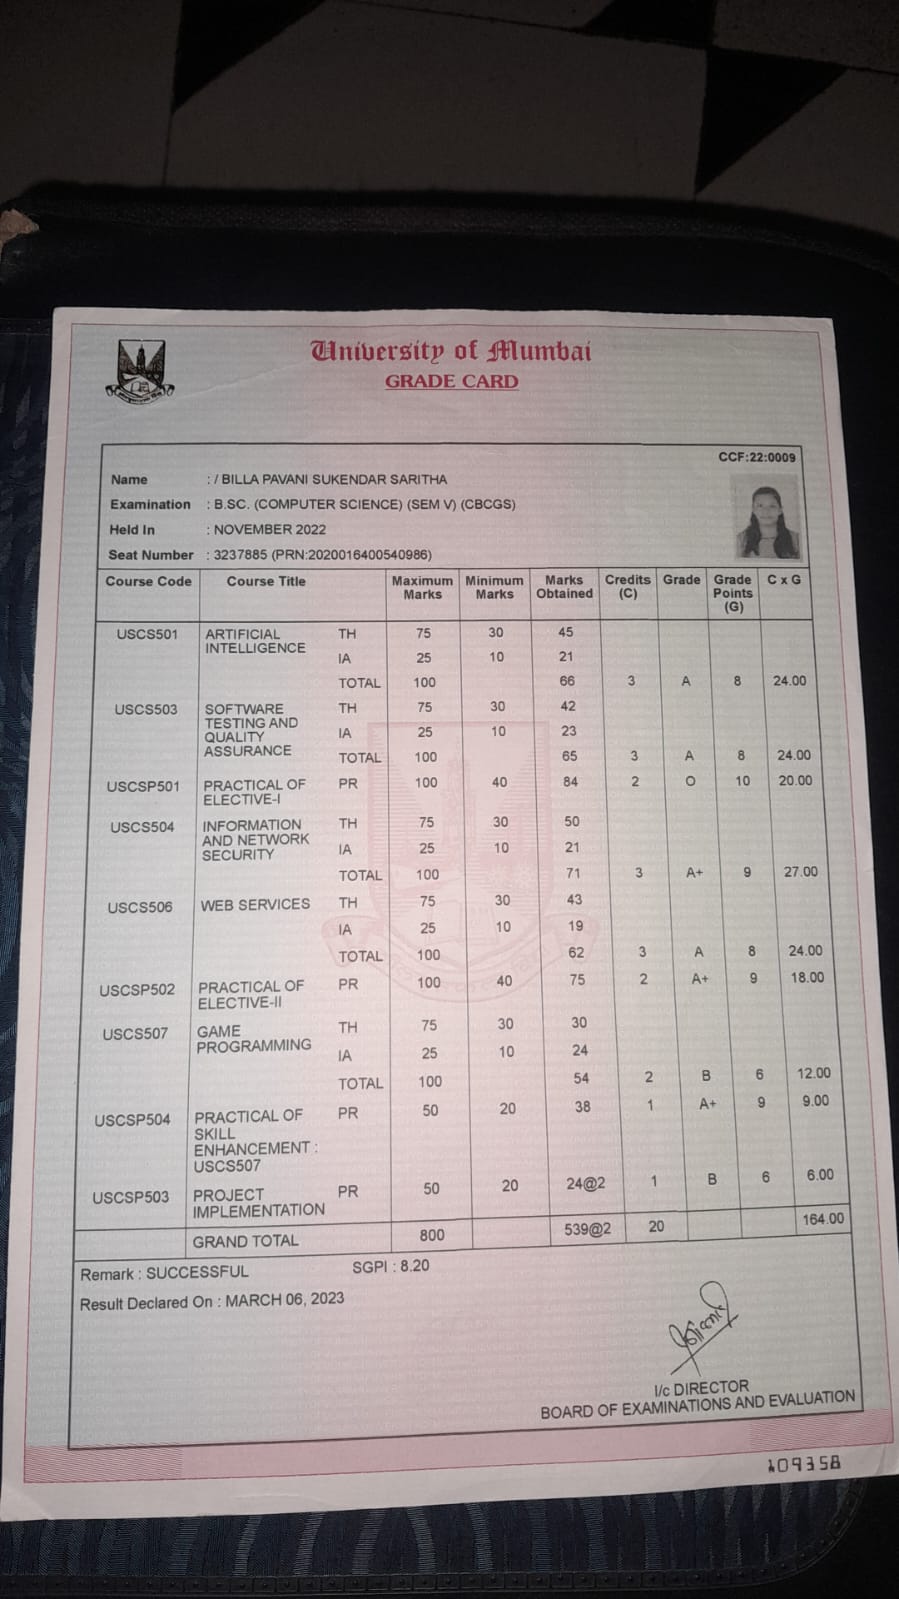 University of Mumbai
GRADE CARD
CCF:22:0009
Name : / BILLA PAVANI SUKENDAR SARITHA
Examination : B.SC. (COMPUTER SCIENCE) (SEM V) (CBCGS)
Held In : NOVEMBER 2022
Seat Number : 3237885 (PRN:2020016400540986)
Course Code Course Title Maximum Marks Minimum Marks Marks Obtained Credits (C) Grade Grade Points (G) C x G
USCS501 ARTIFICIAL INTELLIGENCE TH 75 30 45
IA 25 10 21
TOTAL 100 66 3 A 8 24.00
USCS503 SOFTWARE TESTING AND QUALITY ASSURANCE TH 75 30 42
IA 25 10 23
TOTAL 100 65 3 A 8 24.00
USCSP501 PRACTICAL OF ELECTIVE-I PR 100 40 84 2 O 10 20.00
USCS504 INFORMATION AND NETWORK SECURITY TH 75 30 50
IA 25 10 21
TOTAL 100 71 3 A+ 9 27.00
USCS506 WEB SERVICES TH 75 30 43
IA 25 10 19
TOTAL 100 62 3 A 8 24.00
USCSP502 PRACTICAL OF ELECTIVE-II PR 100 40 75 2 A+ 9 18.00
USCS507 GAME PROGRAMMING TH 75 30 30
IA 25 10 24
TOTAL 100 54 2 B 6 12.00
USCSP504 PRACTICAL OF SKILL ENHANCEMENT : USCS507 PR 50 20 38 1 A+ 9 9.00
USCSP503 PROJECT IMPLEMENTATION PR 50 20 24@2 1 B 6 6.00
GRAND TOTAL 800 539@2 20 164.00
Remark : SUCCESSFUL SGPI : 8.20
Result Declared On : MARCH 06, 2023
I/c DIRECTOR
BOARD OF EXAMINATIONS AND EVALUATION
109358